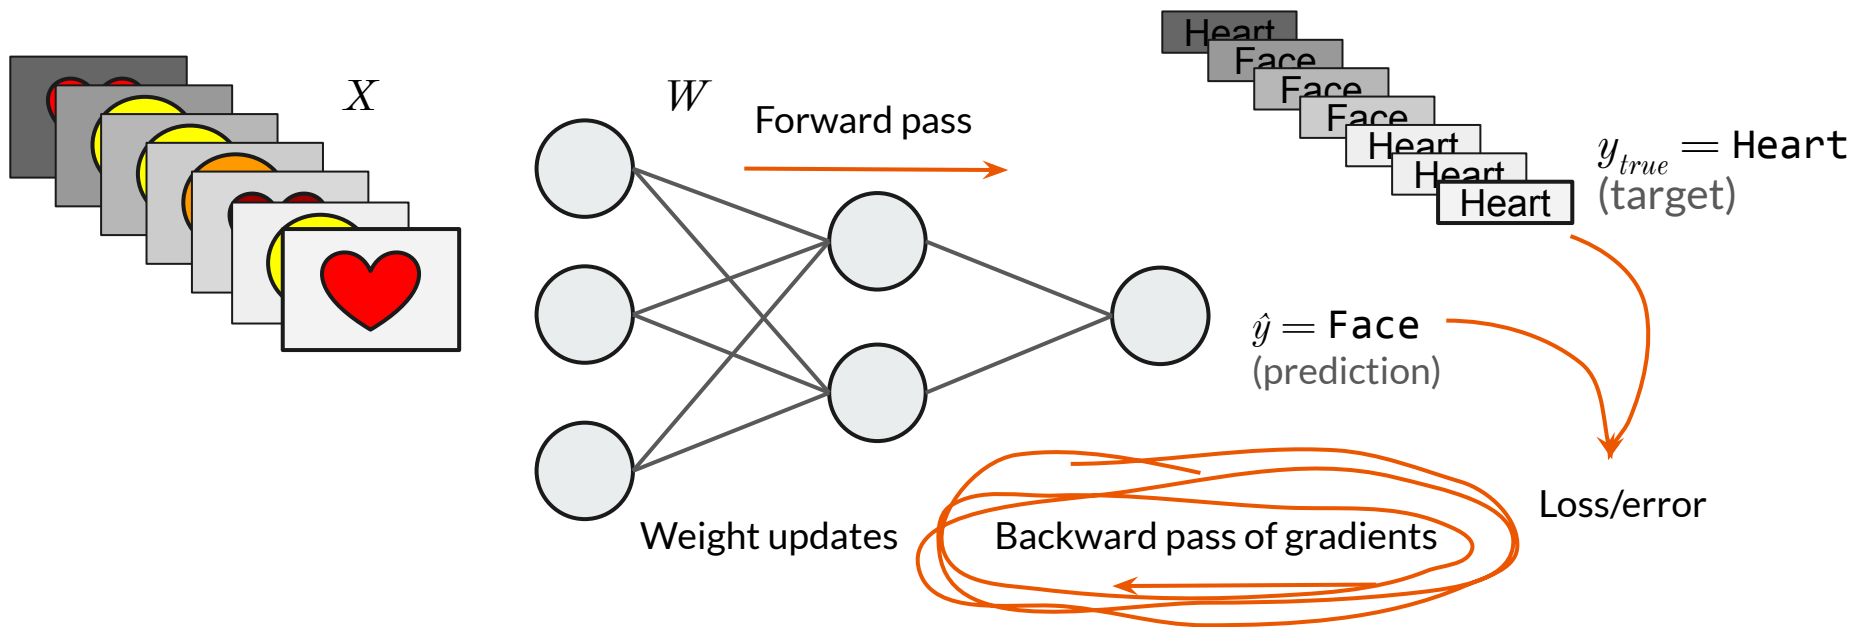 X
W
Forward pass
Heart
Face
Face
Face
Heart
Heart
Heart
y_true = Heart
(target)
ŷ = Face
(prediction)
Loss/error
Weight updates
Backward pass of gradients